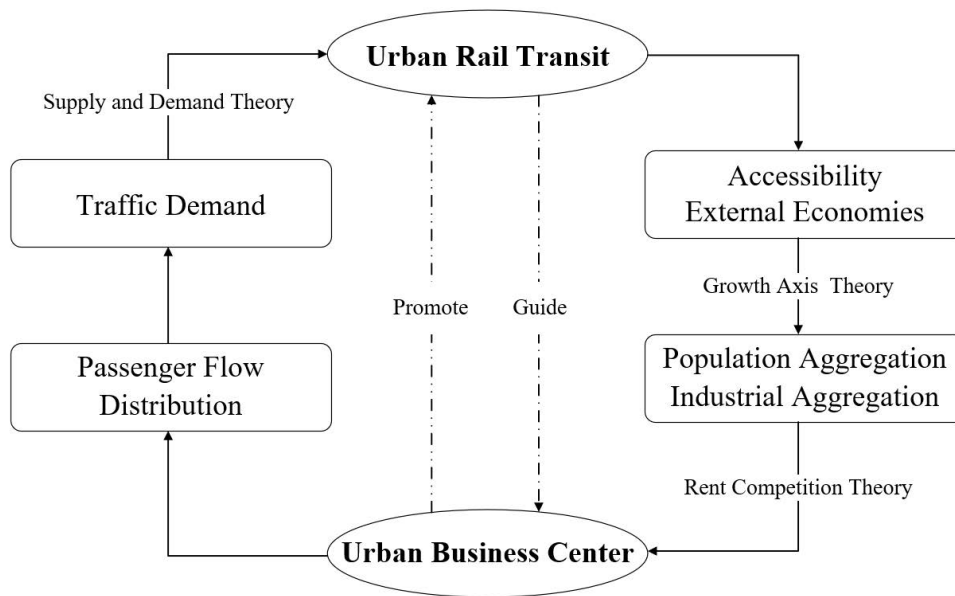 Urban Rail Transit
Supply and Demand Theory
Traffic Demand
Accessibility
External Economies
Growth Axis Theory
Promote
Guide
Passenger Flow
Distribution
Population Aggregation
Industrial Aggregation
Rent Competition Theory
Urban Business Center